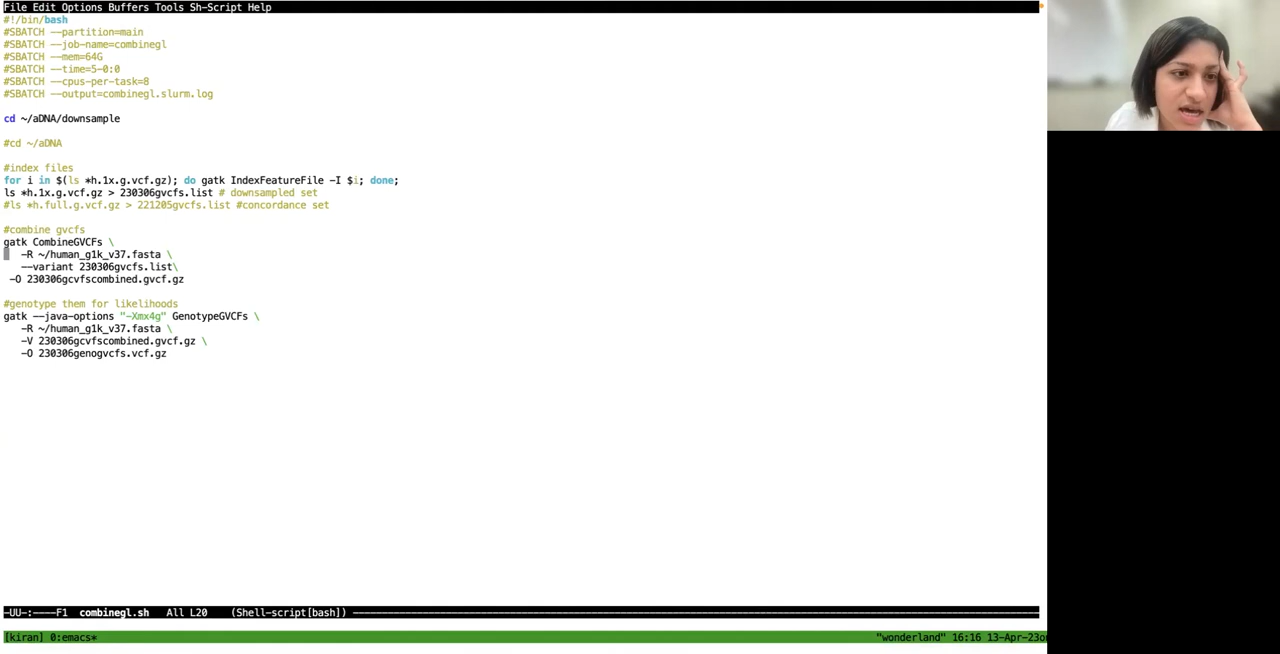 File Edit Options Buffers Tools Sh-Script Help
#!/bin/bash
#SBATCH --partition=main
#SBATCH --job-name=combinegl
#SBATCH --mem=64G
#SBATCH --time=5-0:0
#SBATCH --cpus-per-task=8
#SBATCH --output=combinegl.slurm.log
cd ~/aDNA/downsample
#cd ~/aDNA
#index files
for i in $(ls *h.1x.g.vcf.gz); do gatk IndexFeatureFile -I $i; done;
ls *h.1x.g.vcf.gz > 230306gvcfs.list # downsampled set
#ls *h.full.g.vcf.gz > 221205gvcfs.list #concordance set
#combine gvcfs
gatk CombineGVCFs \
-R ~/human_g1k_v37.fasta \
--variant 230306gvcfs.list\
-O 230306gcvfscombined.gvcf.gz
#genotype them for likelihoods
gatk --java-options "-Xmx4g" GenotypeGVCFs \
-R ~/human_g1k_v37.fasta \
-V 230306gcvfscombined.gvcf.gz \
-O 230306genogvcfs.vcf.gz
-UU-:----F1 combinegl.sh All L20 (Shell-script[bash])
[kiran] 0:emacs* "wonderland" 16:16 13-Apr-23